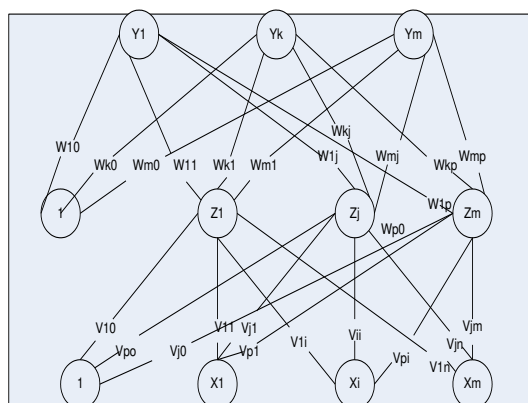 Y1 Yk Ym
Wkj
W10 Wk0 Wm0 W11 Wk1 Wm1 W1j Wmj Wkp Wmp
1 Z1 Zj W1p Zm
Wp0
V10 Vpo Vj0 V11 Vj1 Vp1 V1i Vii Vpi Vjn V1n Vjm
1 X1 Xi Xm